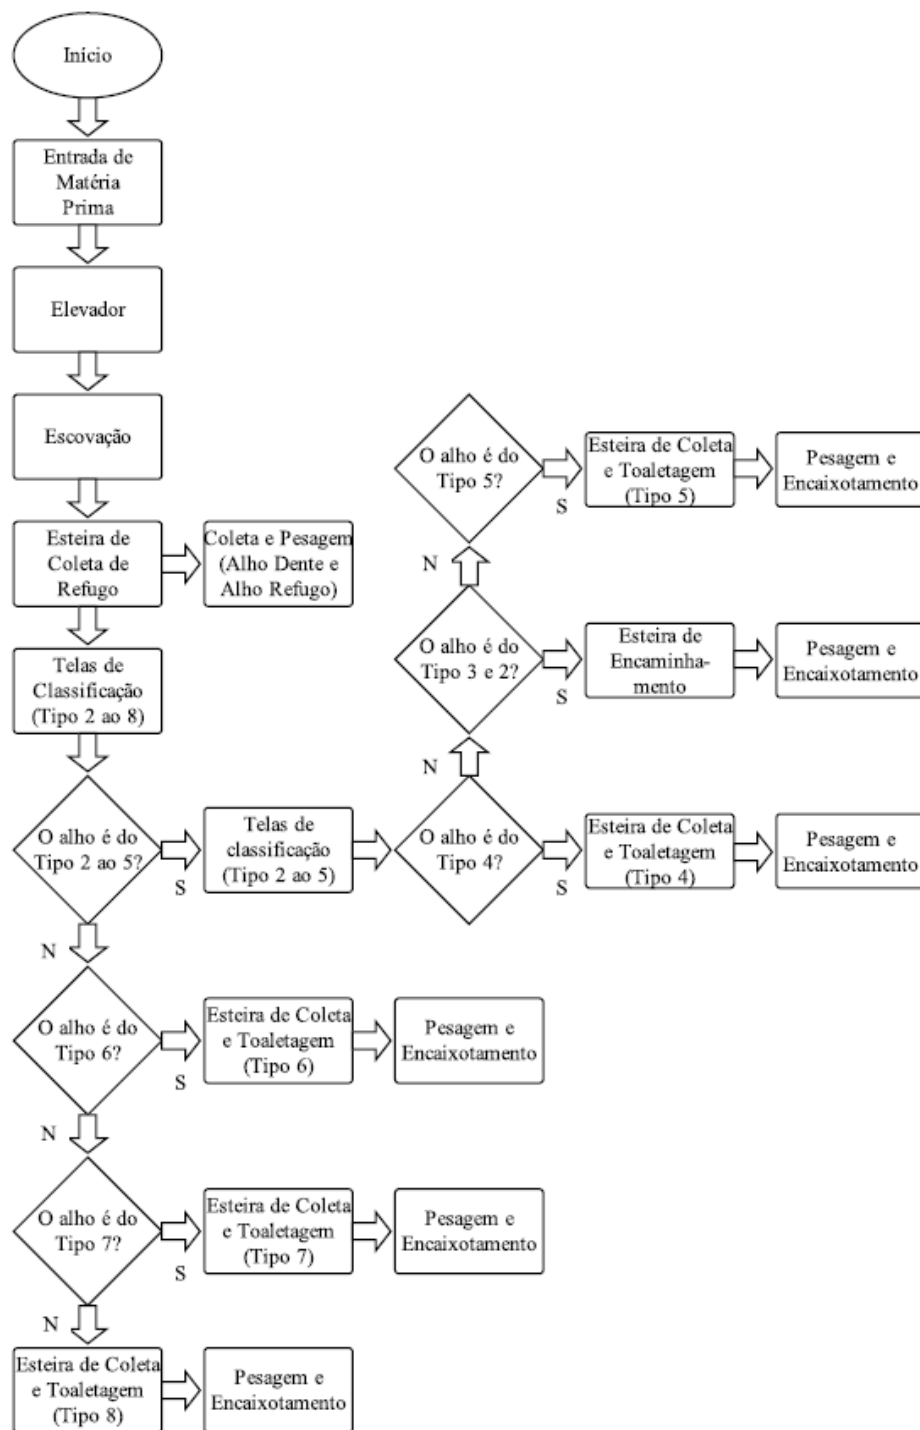 Início
Entrada de
Matéria
Prima
Elevador
Escovação
Esteira de
Coleta de
Refugo
Coleta e Pesagem
(Alho Dente e
Alho Refugo)
Telas de
Classificação
(Tipo 2 ao 8)
O alho é do
Tipo 2 ao 5?
S
Telas de
classificação
(Tipo 2 ao 5)
O alho é do
Tipo 4?
S
Esteira de Coleta
e Toaletagem
(Tipo 4)
Pesagem e
Encaixotamento
N
O alho é do
Tipo 3 e 2?
S
Esteira de
Encaminha-
mento
Pesagem e
Encaixotamento
N
O alho é do
Tipo 5?
S
Esteira de Coleta
e Toaletagem
(Tipo 5)
Pesagem e
Encaixotamento
N
O alho é do
Tipo 6?
S
Esteira de Coleta
e Toaletagem
(Tipo 6)
Pesagem e
Encaixotamento
N
O alho é do
Tipo 7?
S
Esteira de Coleta
e Toaletagem
(Tipo 7)
Pesagem e
Encaixotamento
N
Esteira de Coleta
e Toaletagem
(Tipo 8)
Pesagem e
Encaixotamento